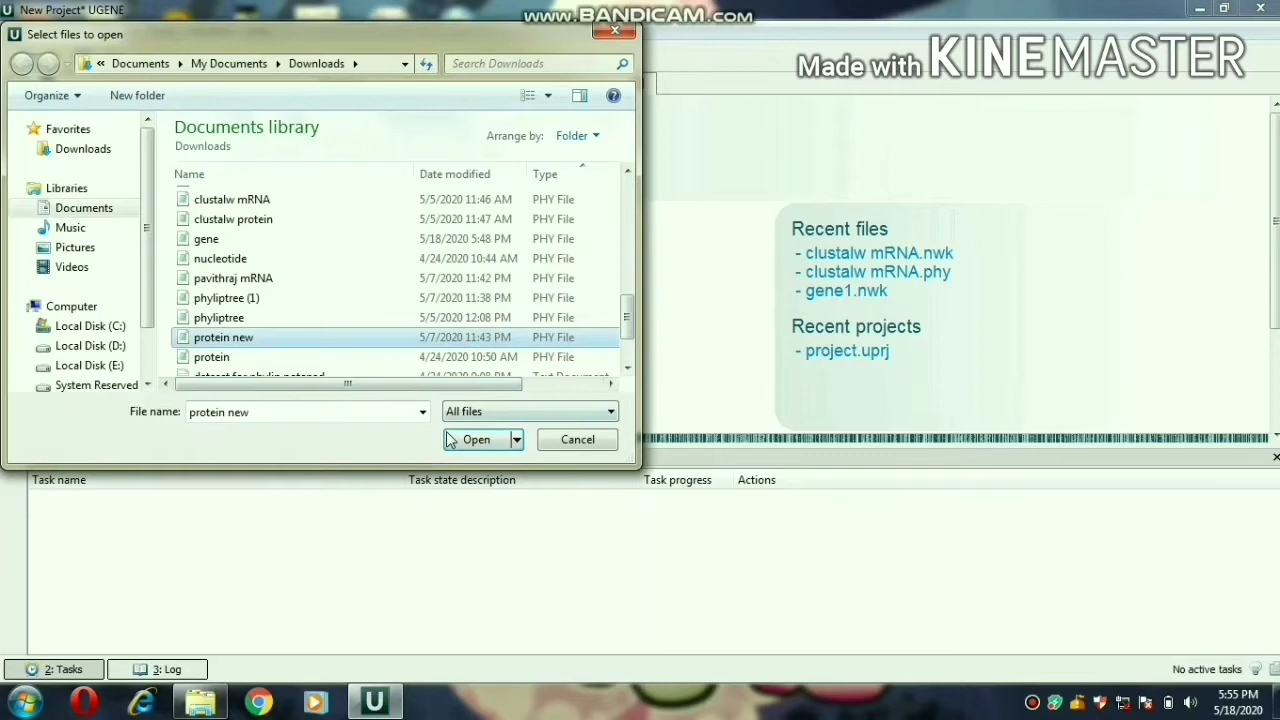 New Project* UGENE
www.BANDICAM.com
Select files to open
Made with KINEMASTER
« Documents My Documents Downloads
Search Downloads
Organize
New folder
Favorites
Downloads
Libraries
Documents
Music
Pictures
Videos
Computer
Local Disk (C:)
Local Disk (D:)
Local Disk (E:)
System Reserved
Documents library
Downloads
Arrange by: Folder
Name Date modified Type
clustalw mRNA 5/5/2020 11:46 AM PHY File
clustalw protein 5/5/2020 11:47 AM PHY File
gene 5/18/2020 5:48 PM PHY File
nucleotide 4/24/2020 10:44 AM PHY File
pavithraj mRNA 5/7/2020 11:42 PM PHY File
phyliptree (1) 5/7/2020 11:38 PM PHY File
phyliptree 5/5/2020 12:08 PM PHY File
protein new 5/7/2020 11:43 PM PHY File
protein 4/24/2020 10:50 AM PHY File
File name: protein new
All files
Open
Cancel
Recent files
- clustalw mRNA.nwk
- clustalw mRNA.phy
- gene1.nwk
Recent projects
- project.uprj
Task name Task state description Task progress Actions
2: Tasks
3: Log
No active tasks
5:55 PM
5/18/2020